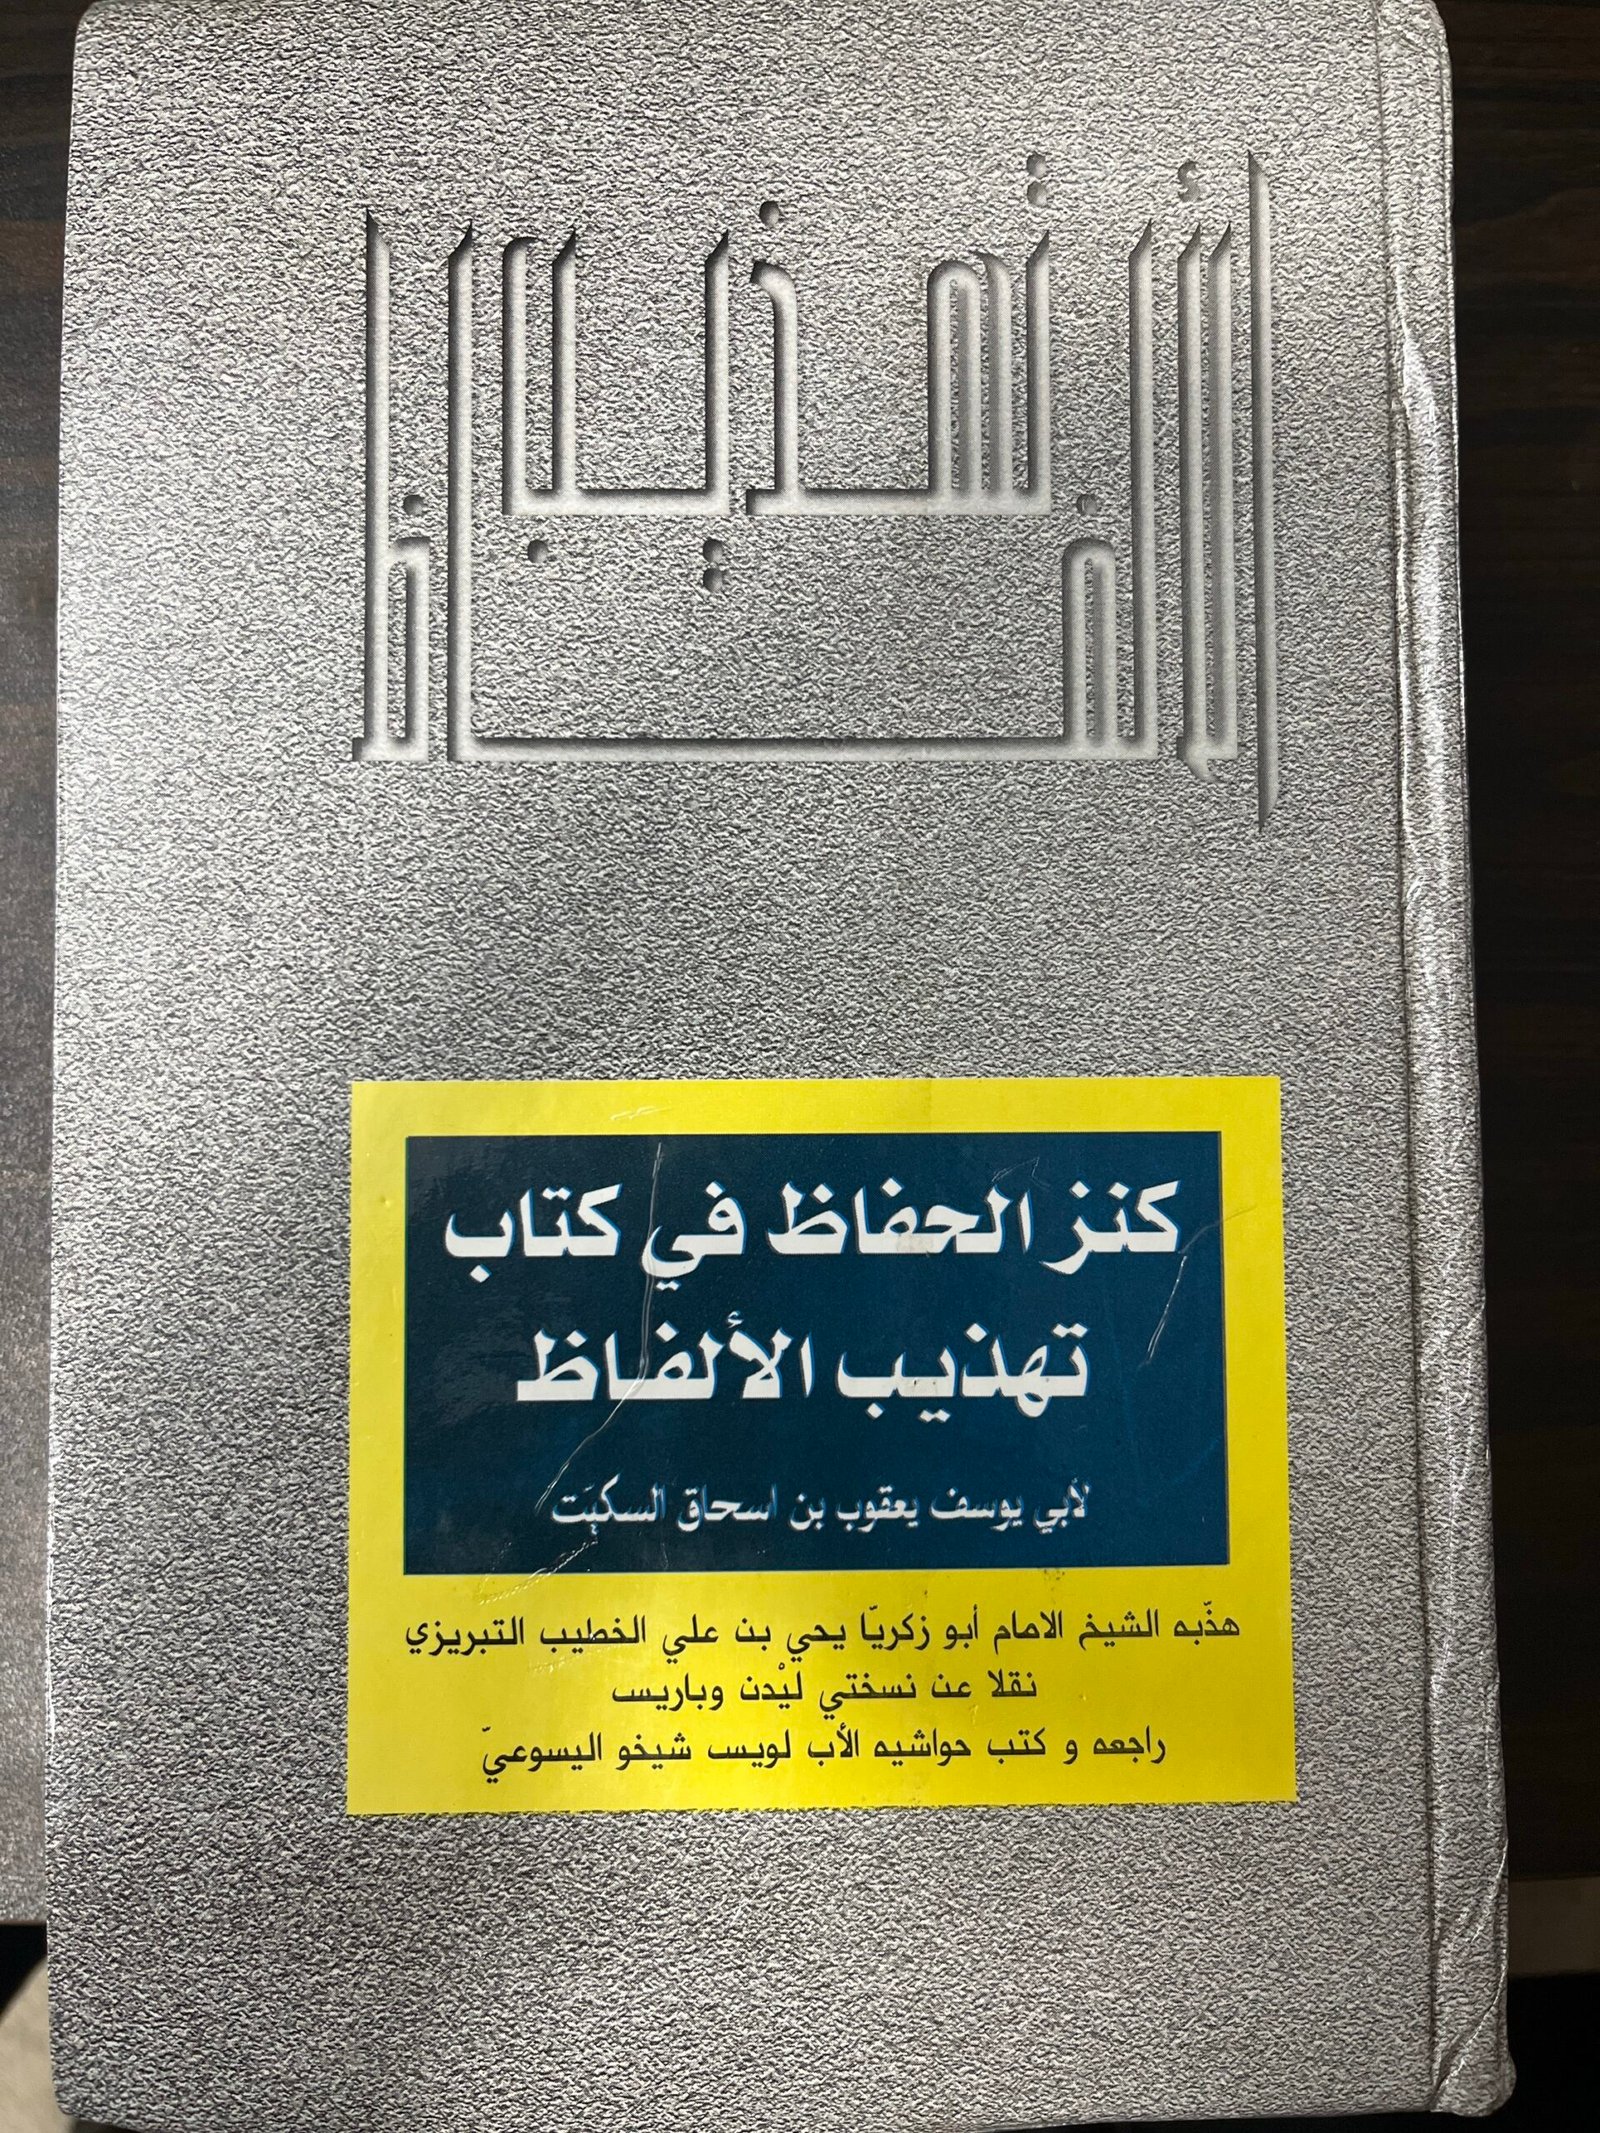 تهذيب
الألفاظ
كنز الحفاظ في كتاب
تهذيب الألفاظ
لأبي يوسف يعقوب بن اسحاق السكيت
هذّبه الشيخ الامام أبو زكريّا يحي بن علي الخطيب التبريزي
نقلا عن نسختي ليْدن وباريس
راجعه و كتب حواشيه الأب لويس شيخو اليسوعيّ